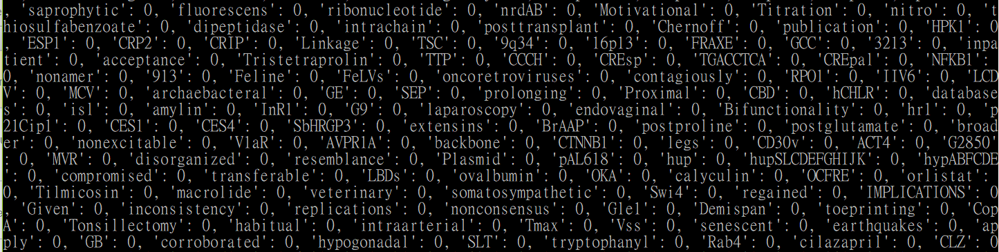 , 'saprophytic': 0, 'fluorescens': 0, 'ribonucleotide': 0, 'nrdAB': 0, 'Motivational': 0, 'Titration': 0, 'nitro': 0, 't
hiosulfabenzoate': 0, 'dipeptidase': 0, 'intrachain': 0, 'posttransplant': 0, 'Chernoff': 0, 'publication': 0, 'HPK1': 0
, 'ESP1': 0, 'CRP2': 0, 'CRIP': 0, 'Linkage': 0, 'TSC': 0, '9q34': 0, '16p13': 0, 'FRAXE': 0, 'GCC': 0, '3213': 0, 'inpa
tient': 0, 'acceptance': 0, 'Tristetraprolin': 0, 'TTP': 0, 'CCCH': 0, 'CREsp': 0, 'TGACCTCA': 0, 'CREpal': 0, 'NFKB1':
0, 'nonamer': 0, '913': 0, 'Feline': 0, 'FeLVs': 0, 'oncoretroviruses': 0, 'contagiously': 0, 'RPO1': 0, 'IIV6': 0, 'LCD
V': 0, 'MCV': 0, 'archaebacteral': 0, 'GE': 0, 'SEP': 0, 'prolonging': 0, 'Proximal': 0, 'CBD': 0, 'hCHLR': 0, 'database
s': 0, 'isl': 0, 'amylin': 0, 'InR1': 0, 'G9': 0, 'laparoscopy': 0, 'endovaginal': 0, 'Bifunctionality': 0, 'hrl': 0, 'p
21Cip1': 0, 'CES1': 0, 'CES4': 0, 'SbHRGP3': 0, 'extensins': 0, 'BrAAP': 0, 'postproline': 0, 'postglutamate': 0, 'broad
er': 0, 'nonexcitable': 0, 'V1aR': 0, 'AVPR1A': 0, 'backbone': 0, 'CTNNB1': 0, 'legs': 0, 'CD30v': 0, 'ACT4': 0, 'G2850'
: 0, 'MVR': 0, 'disorganized': 0, 'resemblance': 0, 'Plasmid': 0, 'pAL618': 0, 'hup': 0, 'hupSLCDEFGHIJK': 0, 'hypABFCDE
': 0, 'compromised': 0, 'transferable': 0, 'LBDs': 0, 'ovalbumin': 0, 'OKA': 0, 'calyculin': 0, 'OCFRE': 0, 'orlistat':
0, 'Tilmicosin': 0, 'macrolide': 0, 'veterinary': 0, 'somatosympathetic': 0, 'Swi4': 0, 'regained': 0, 'IMPLICATIONS': 0
, 'Given': 0, 'inconsistency': 0, 'replications': 0, 'nonconsensus': 0, 'Gle1': 0, 'Demispan': 0, 'toeprinting': 0, 'Cop
A': 0, 'Tonsillectomy': 0, 'habitual': 0, 'intraarterial': 0, 'Tmax': 0, 'Vss': 0, 'senescent': 0, 'earthquakes': 0, 'ap
ply': 0, 'GB': 0, 'corroborated': 0, 'hypogonadal': 0, 'SLT': 0, 'tryptophanyl': 0, 'Rab4': 0, 'cilazapril': 0, 'CLZ': 0